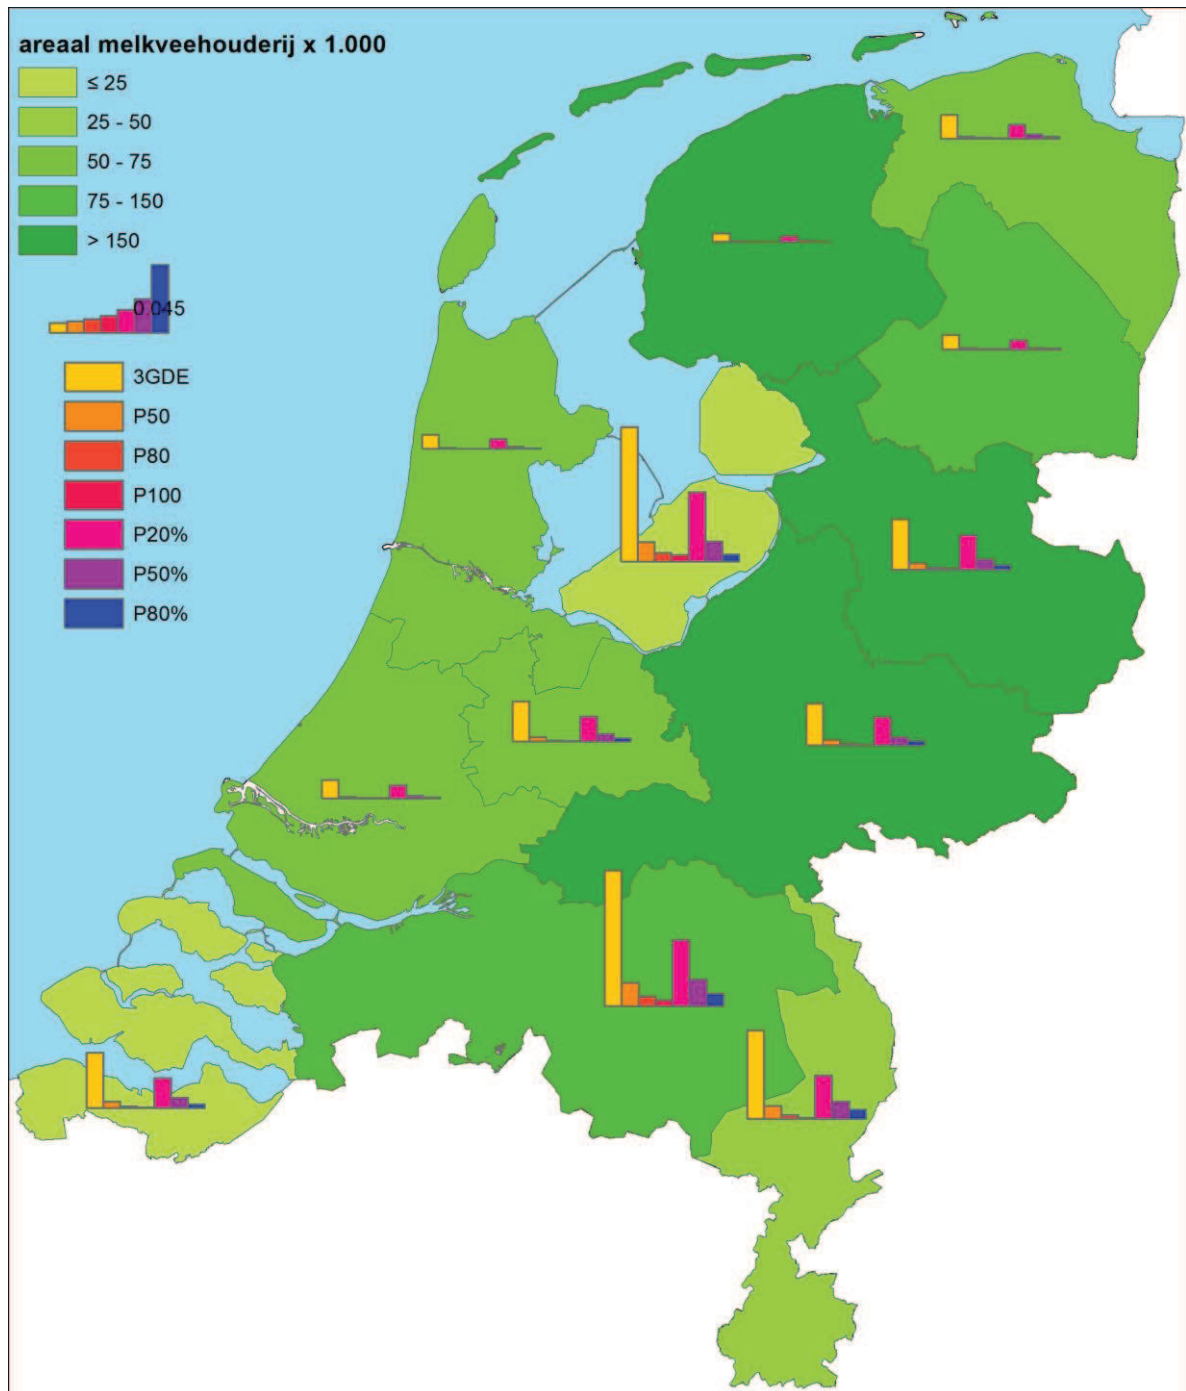 areaal melkveehouderij x 1.000
≤ 25
25 - 50
50 - 75
75 - 150
> 150
0.045
3GDE
P50
P80
P100
P20%
P50%
P80%